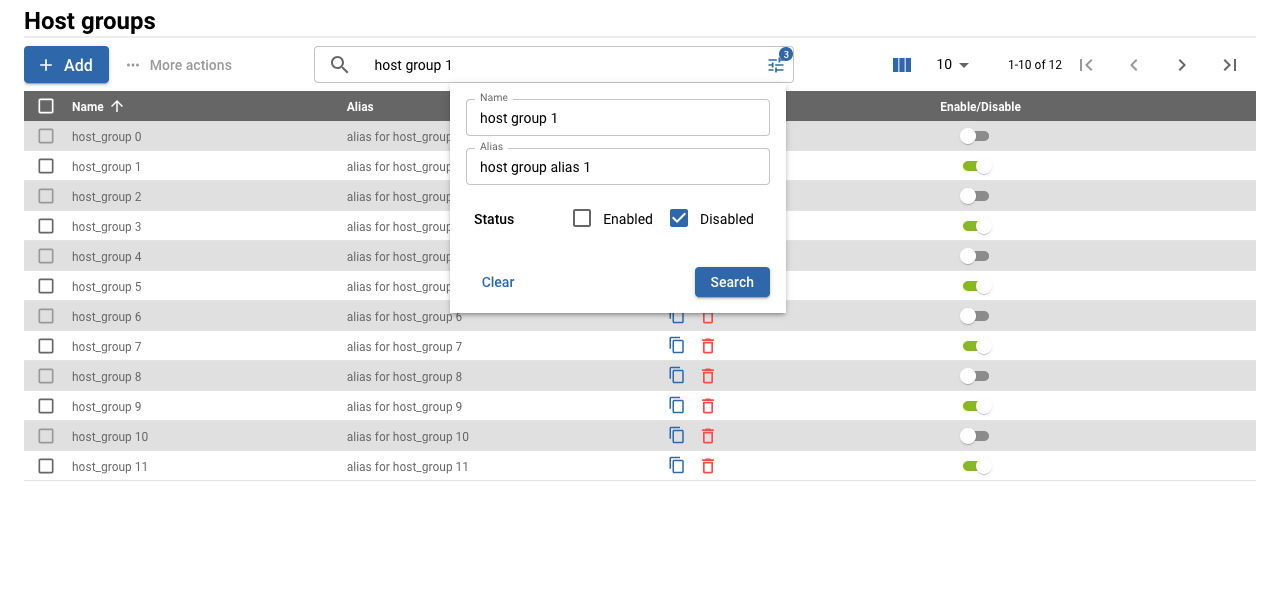 Host groups
Add
More actions
host group 1
3
10
1-10 of 12
Name
Alias
Enable/Disable
Name
host group 1
Alias
host group alias 1
Status
Enabled
Disabled
Clear
Search
host_group 0 alias for host_group
host_group 1 alias for host_group
host_group 2 alias for host_group
host_group 3 alias for host_group
host_group 4 alias for host_group
host_group 5 alias for host_group
host_group 6 alias for host_group 6
host_group 7 alias for host_group 7
host_group 8 alias for host_group 8
host_group 9 alias for host_group 9
host_group 10 alias for host_group 10
host_group 11 alias for host_group 11